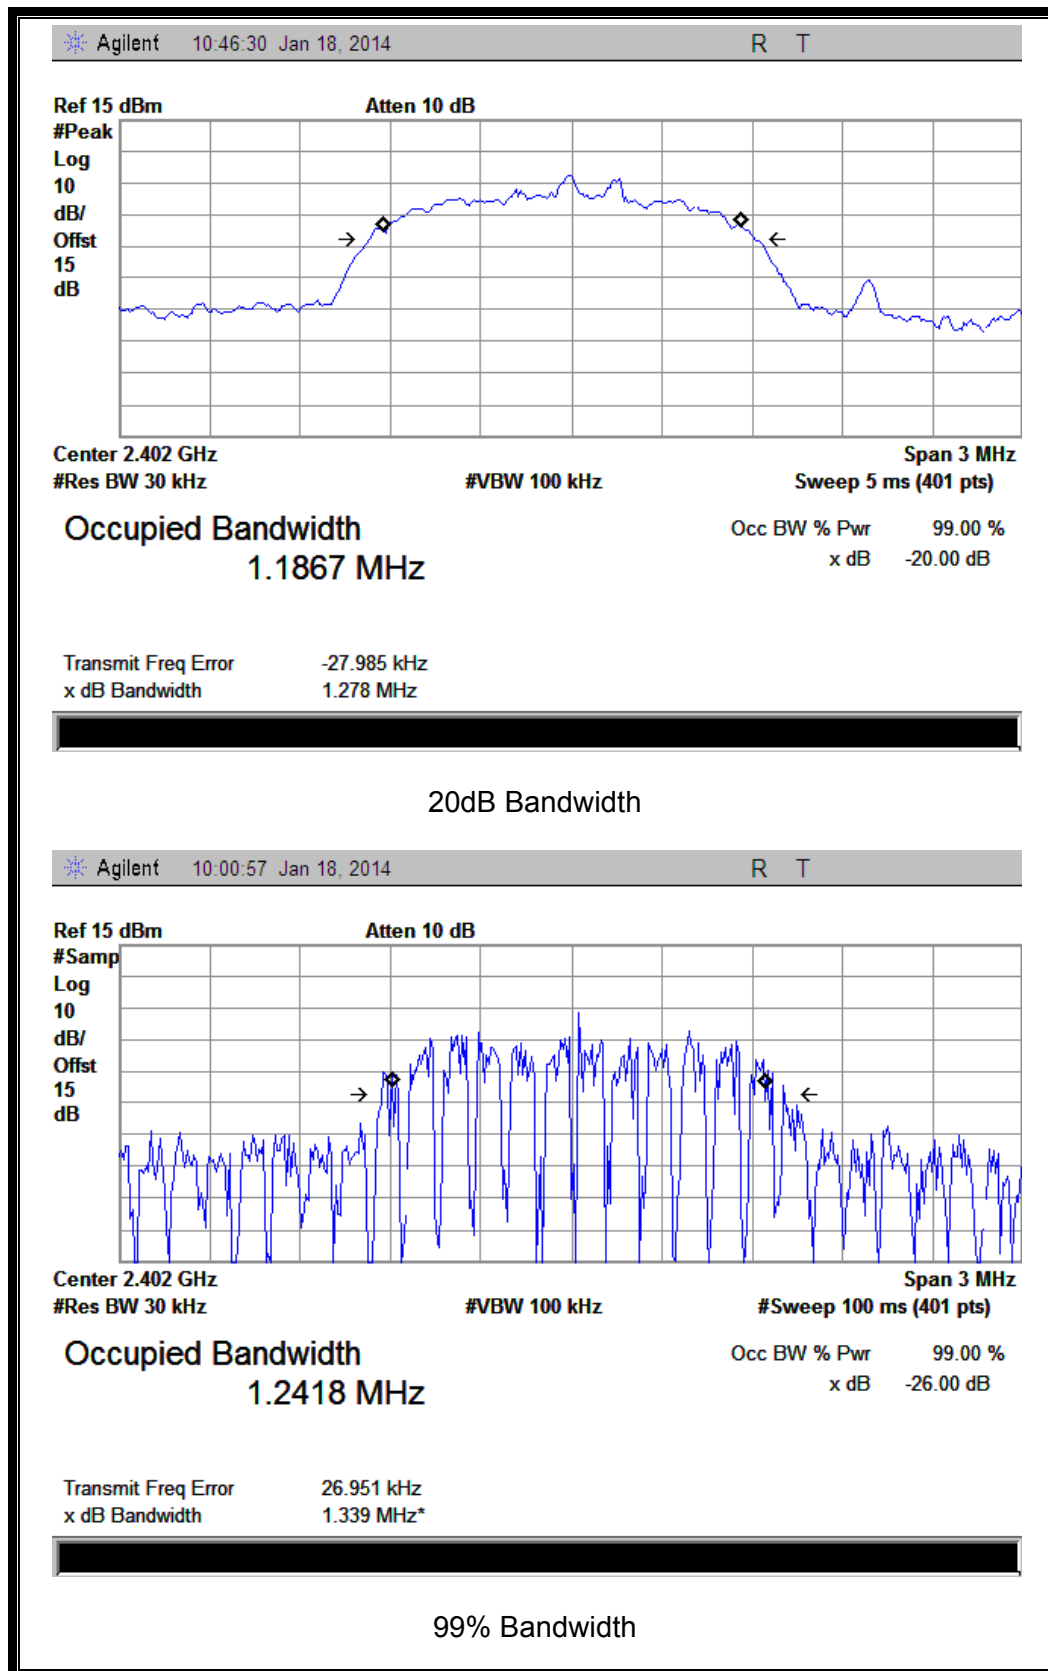 Agilent 10:46:30 Jan 18, 2014 R T
Ref 15 dBm Atten 10 dB
#Peak
Log
10
dB/
Offst
15
dB
Center 2.402 GHz Span 3 MHz
#Res BW 30 kHz #VBW 100 kHz Sweep 5 ms (401 pts)
Occupied Bandwidth Occ BW % Pwr 99.00 %
1.1867 MHz x dB -20.00 dB
Transmit Freq Error -27.985 kHz
x dB Bandwidth 1.278 MHz
20dB Bandwidth
Agilent 10:00:57 Jan 18, 2014 R T
Ref 15 dBm Atten 10 dB
#Samp
Log
10
dB/
Offst
15
dB
Center 2.402 GHz Span 3 MHz
#Res BW 30 kHz #VBW 100 kHz #Sweep 100 ms (401 pts)
Occupied Bandwidth Occ BW % Pwr 99.00 %
1.2418 MHz x dB -26.00 dB
Transmit Freq Error 26.951 kHz
x dB Bandwidth 1.339 MHz*
99% Bandwidth